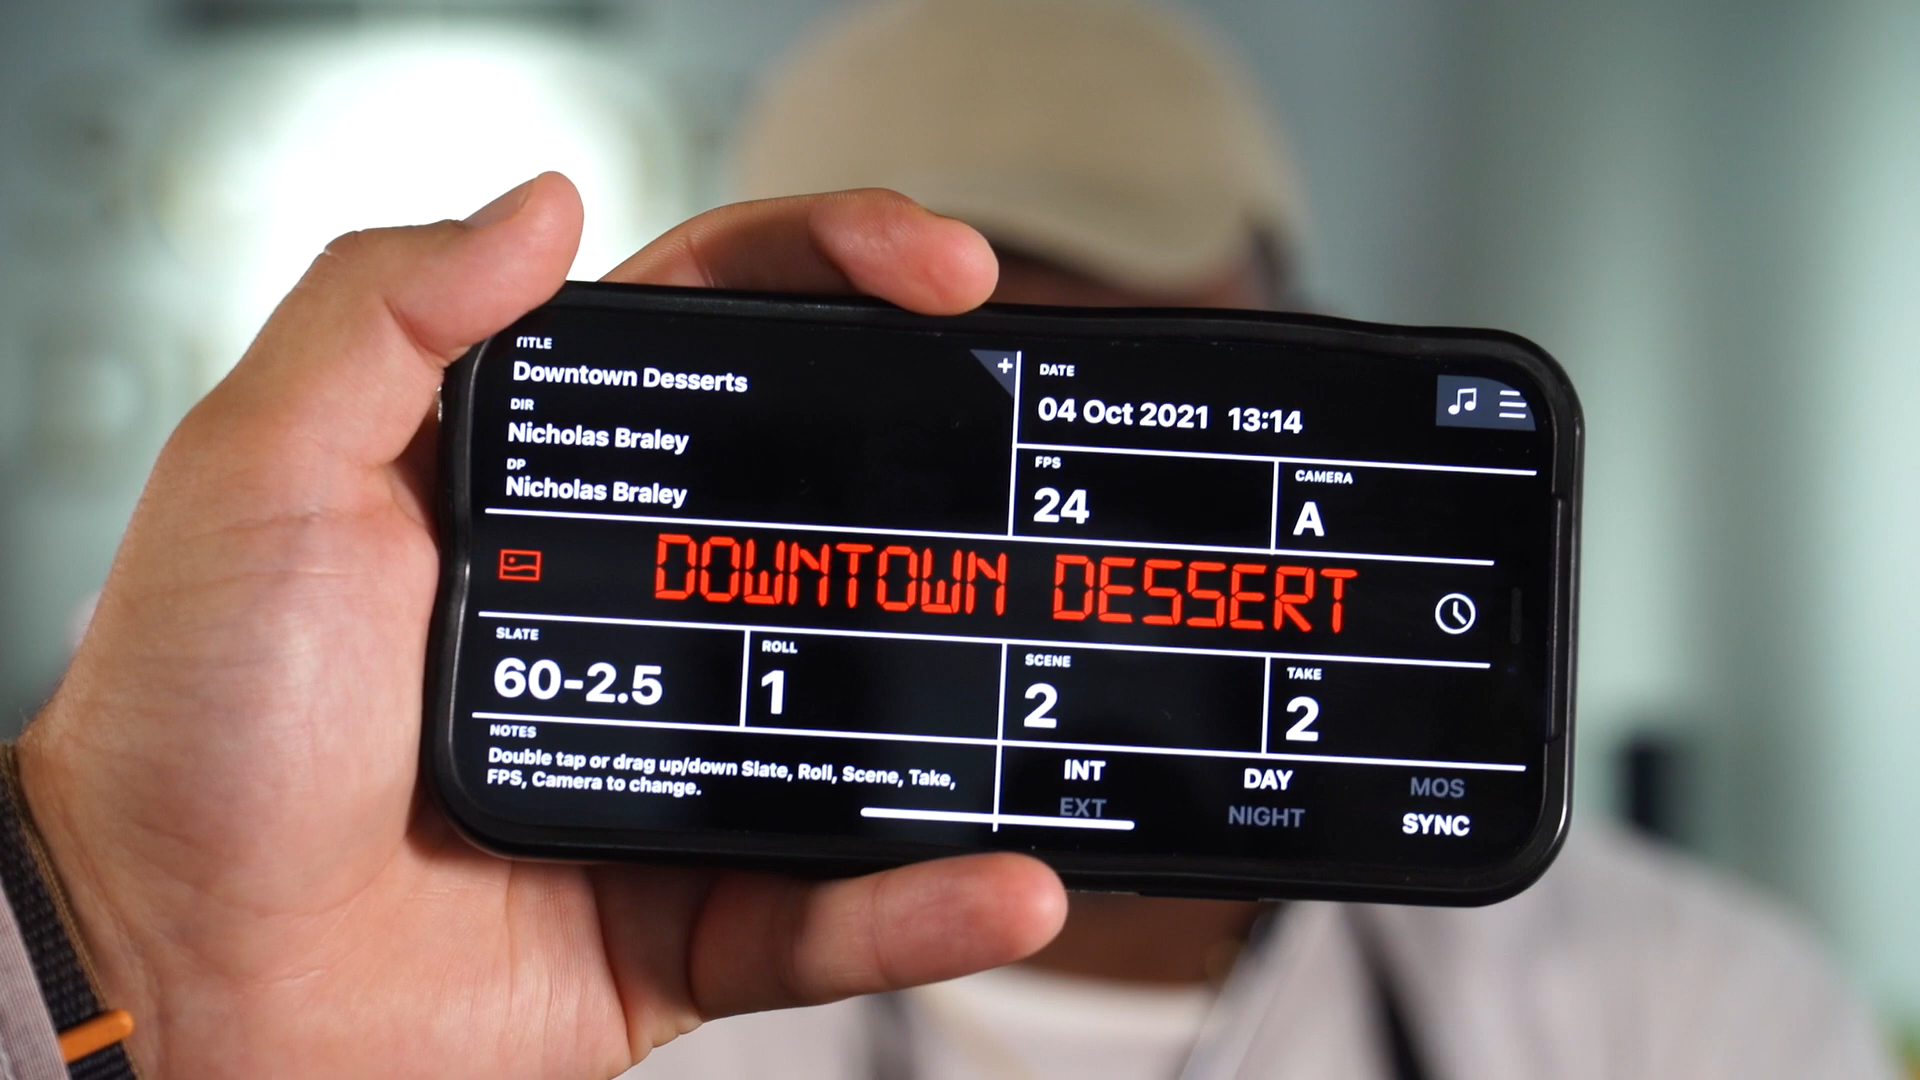 TITLE
Downtown Desserts
DIR
Nicholas Braley
DP
Nicholas Braley
DATE
04 Oct 2021 13:14
FPS
24
CAMERA
A
DOWNTOWN DESSERT
SLATE
60-2.5
ROLL
1
SCENE
2
TAKE
2
NOTES
Double tap or drag up/down Slate, Roll, Scene, Take,
FPS, Camera to change.
INT
EXT
DAY
NIGHT
MOS
SYNC